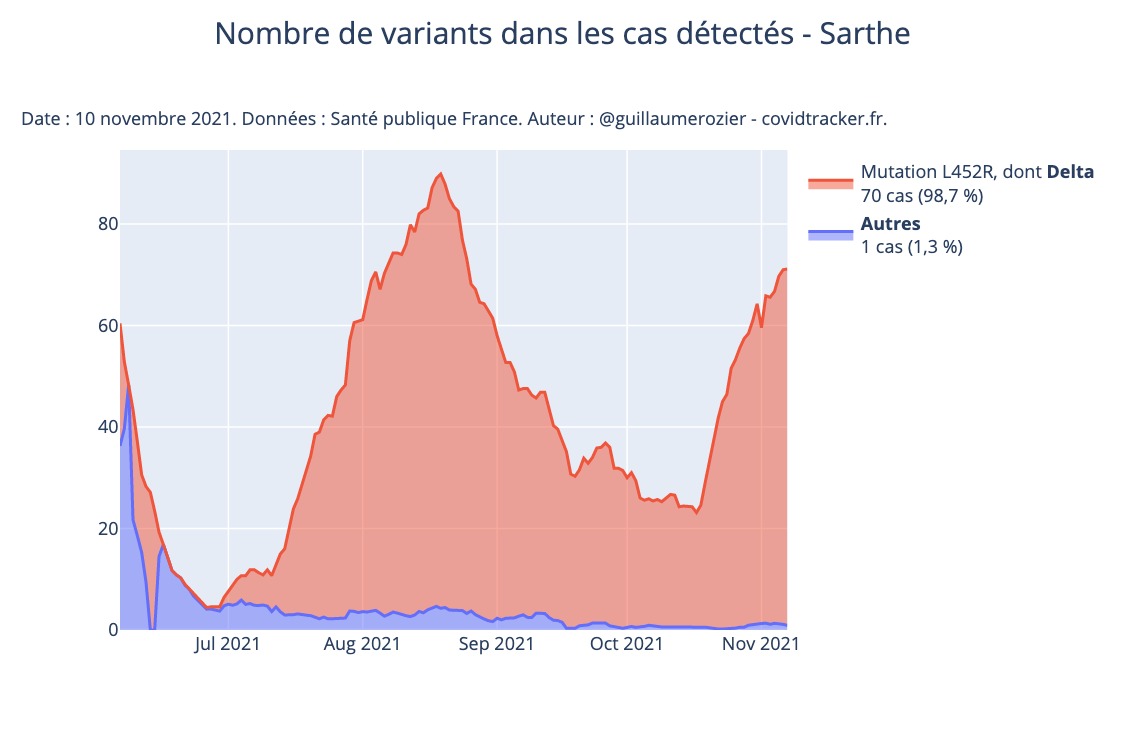 Nombre de variants dans les cas détectés - Sarthe
Date : 10 novembre 2021. Données : Santé publique France. Auteur : @guillaumerozier - covidtracker.fr.
Mutation L452R, dont Delta
70 cas (98,7 %)
Autres
1 cas (1,3 %)
80
60
40
20
0
Jul 2021
Aug 2021
Sep 2021
Oct 2021
Nov 2021